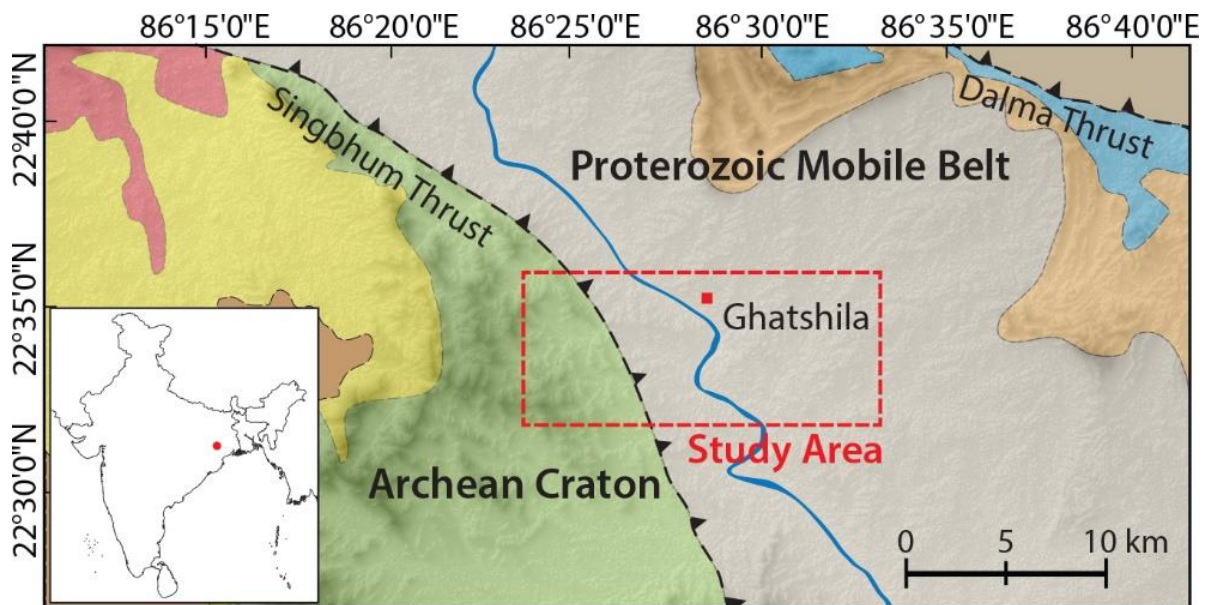 86°15'0"E 86°20'0"E 86°25'0"E 86°30'0"E 86°35'0"E 86°40'0"E
22°40'0"N
22°35'0"N
22°30'0"N
Singbhum Thrust
Dalma Thrust
Proterozoic Mobile Belt
Ghatshila
Study Area
Archean Craton
0 5 10 km